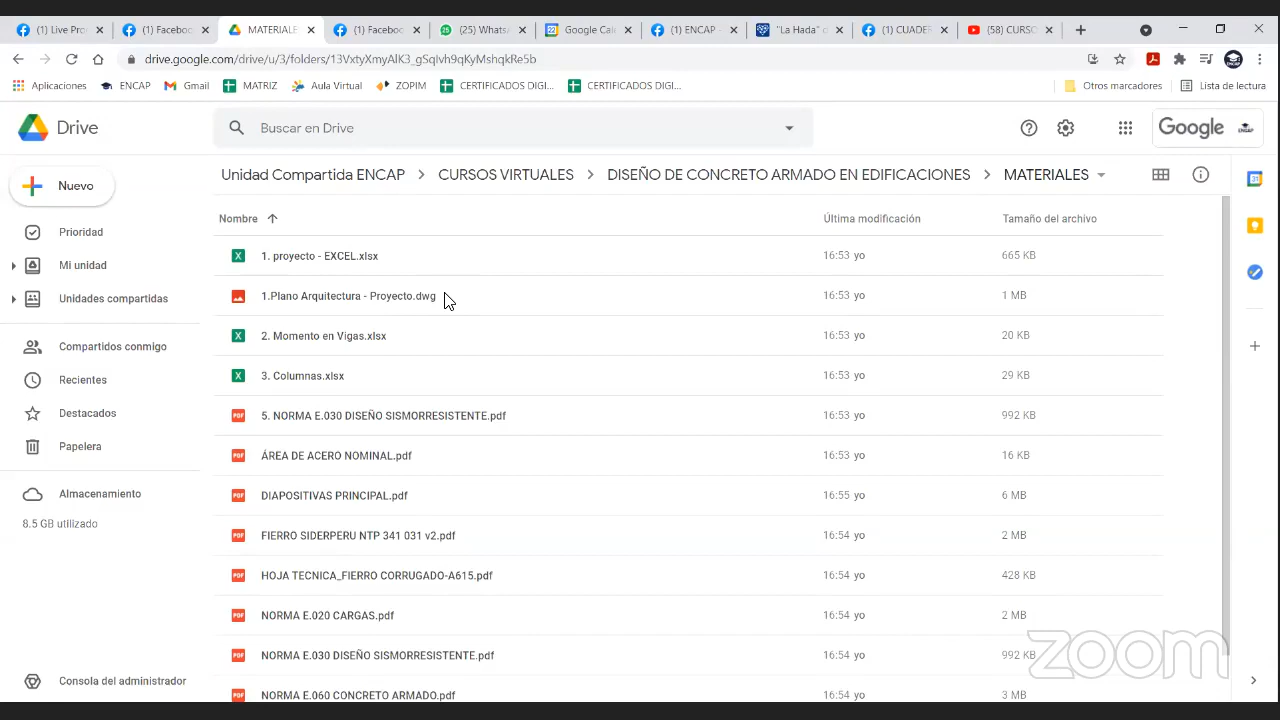 (1) Live Pro
(1) Faceboo
MATERIALE
(1) Faceboo
(25) Whats
Google Cale
(1) ENCAP -
"La Hada" c
(1) CUADE
(58) CURSO
drive.google.com/drive/u/3/folders/13VxtyXmyAlK3_gSqIvh9qKyMshqkRe5b
Aplicaciones
ENCAP
Gmail
MATRIZ
Aula Virtual
ZOPIM
CERTIFICADOS DIGI...
CERTIFICADOS DIGI...
Otros marcadores
Lista de lectura
Drive
Buscar en Drive
Google
ENCAP
Nuevo
Unidad Compartida ENCAP > CURSOS VIRTUALES > DISEÑO DE CONCRETO ARMADO EN EDIFICACIONES > MATERIALES
Nombre
Última modificación
Tamaño del archivo
Prioridad
Mi unidad
Unidades compartidas
Compartidos conmigo
Recientes
Destacados
Papelera
Almacenamiento
8.5 GB utilizado
Consola del administrador
1. proyecto - EXCEL.xlsx 16:53 yo 665 KB
1.Plano Arquitectura - Proyecto.dwg 16:53 yo 1 MB
2. Momento en Vigas.xlsx 16:53 yo 20 KB
3. Columnas.xlsx 16:53 yo 29 KB
5. NORMA E.030 DISEÑO SISMORRESISTENTE.pdf 16:53 yo 992 KB
ÁREA DE ACERO NOMINAL.pdf 16:53 yo 16 KB
DIAPOSITIVAS PRINCIPAL.pdf 16:55 yo 6 MB
FIERRO SIDERPERU NTP 341 031 v2.pdf 16:54 yo 2 MB
HOJA TECNICA_FIERRO CORRUGADO-A615.pdf 16:54 yo 428 KB
NORMA E.020 CARGAS.pdf 16:54 yo 2 MB
NORMA E.030 DISEÑO SISMORRESISTENTE.pdf 16:54 yo 992 KB
NORMA E.060 CONCRETO ARMADO.pdf 16:54 yo 3 MB
zoom